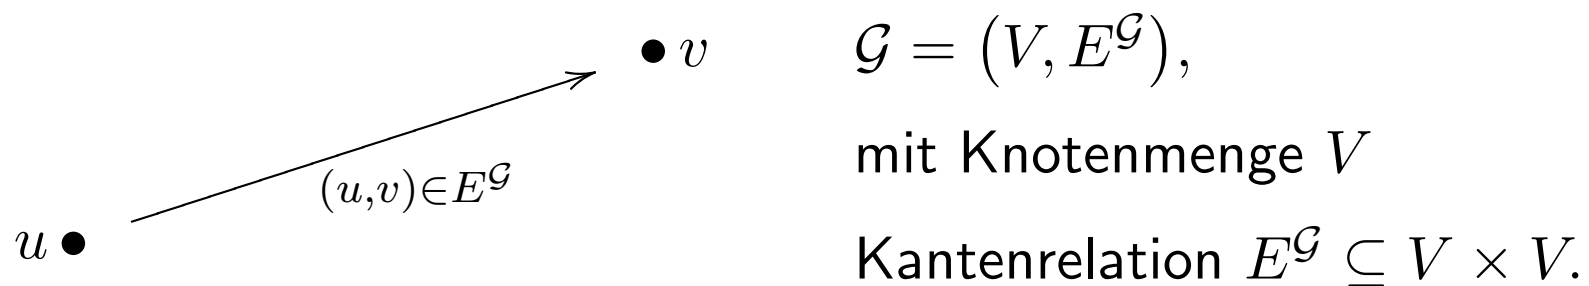 v
(u,v)∈E^𝒢
u
𝒢 = (V, E^𝒢),
mit Knotenmenge V
Kantenrelation E^𝒢 ⊆ V × V.